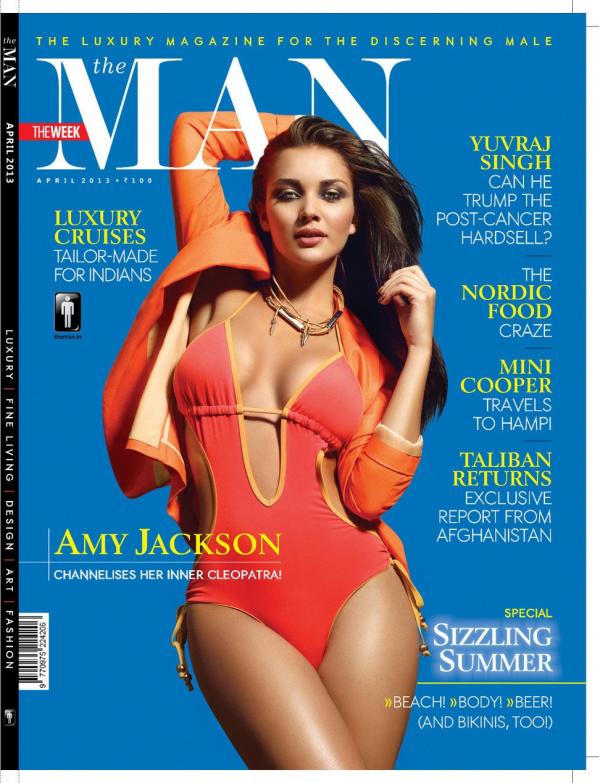 THE LUXURY MAGAZINE FOR THE DISCERNING MALE
the
MAN
THE WEEK
APRIL 2013 • ₹100
LUXURY
CRUISES
TAILOR-MADE
FOR INDIANS
theman.in
YUVRAJ
SINGH
CAN HE
TRUMP THE
POST-CANCER
HARDSELL?
THE
NORDIC
FOOD
CRAZE
MINI
COOPER
TRAVELS
TO HAMPI
TALIBAN
RETURNS
EXCLUSIVE
REPORT FROM
AFGHANISTAN
AMY JACKSON
CHANNELISES HER INNER CLEOPATRA!
SPECIAL
SIZZLING
SUMMER
»BEACH! »BODY! »BEER!
(AND BIKINIS, TOO!)
9 770975 224206
the MAN
APRIL 2013
LUXURY | FINE LIVING | DESIGN | ART | FASHION